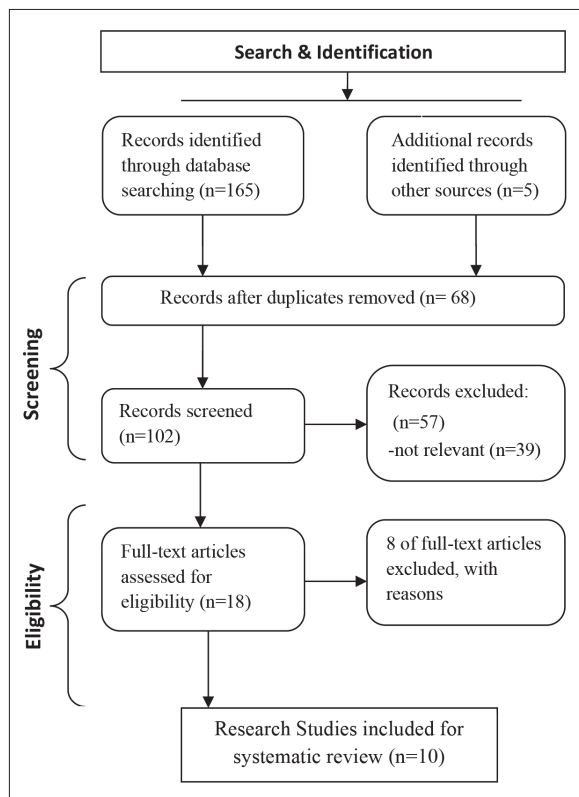 Search & Identification
Records identified
through database
searching (n=165)
Additional records
identified through
other sources (n=5)
Records after duplicates removed (n= 68)
Screening
Records screened
(n=102)
Records excluded:
(n=57)
-not relevant (n=39)
Eligibility
Full-text articles
assessed for
eligibility (n=18)
8 of full-text articles
excluded, with
reasons
Research Studies included for
systematic review (n=10)